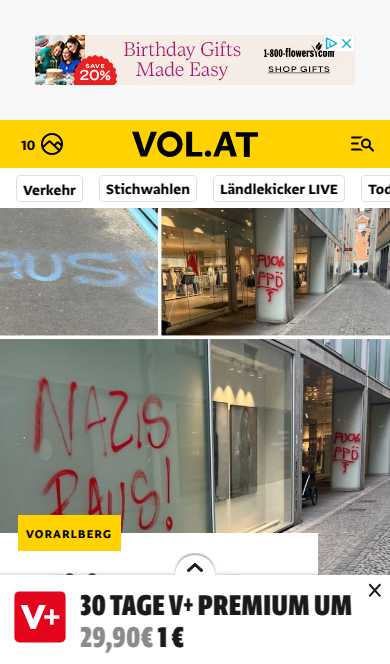 Birthday Gifts
Made Easy
SAVE
20%
1-800-flowers.com
SHOP GIFTS
10
VOL.AT
Verkehr
Stichwahlen
Ländlekicker LIVE
Tod
AUS
FUCK
FPÖ
NAZIS
RAUS!
FUCK
FPÖ
VORARLBERG
V+
30 TAGE V+ PREMIUM UM
29,90€ 1 €